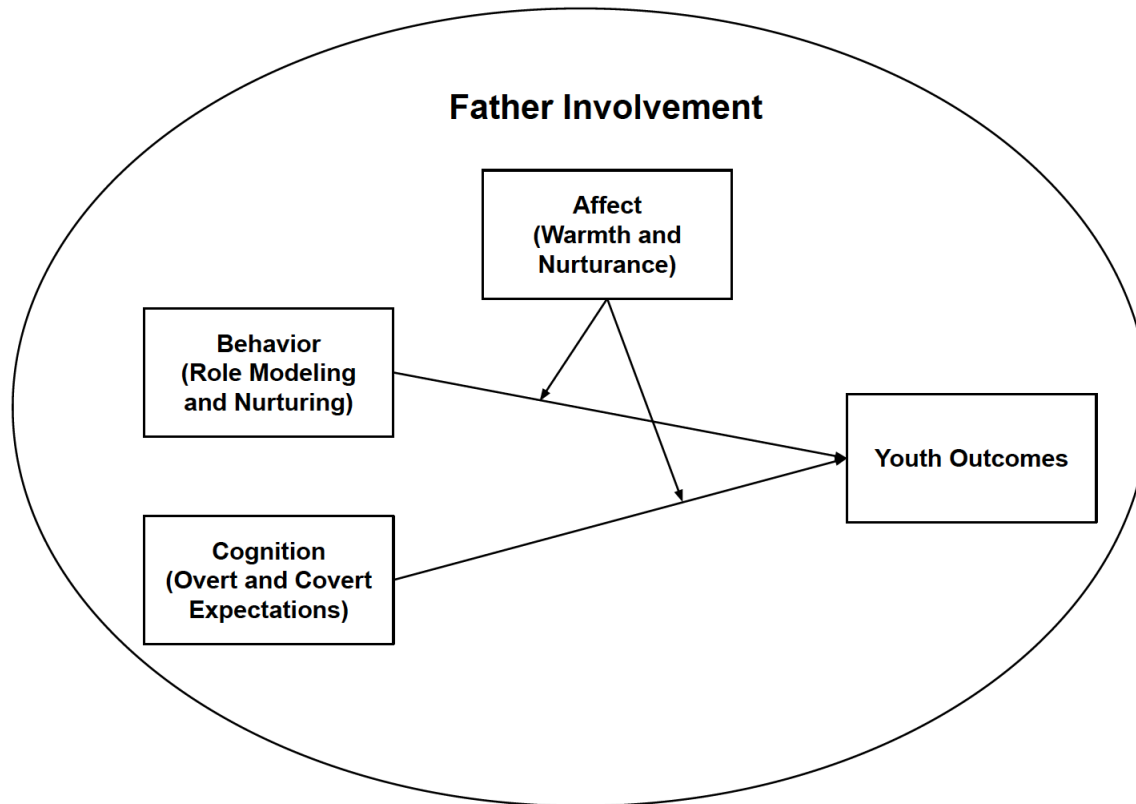 Father Involvement
Affect
(Warmth and
Nurturance)
Behavior
(Role Modeling
and Nurturing)
Youth Outcomes
Cognition
(Overt and Covert
Expectations)